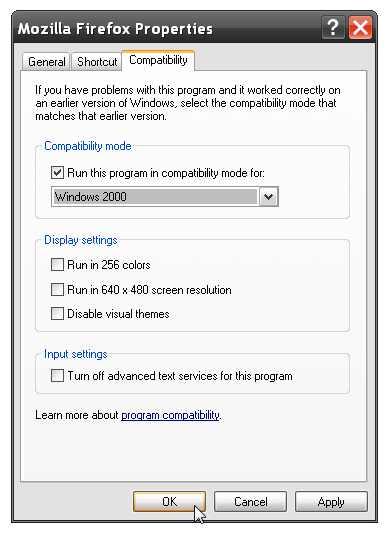 Mozilla Firefox Properties
General Shortcut Compatibility
If you have problems with this program and it worked correctly on
an earlier version of Windows, select the compatibility mode that
matches that earlier version.
Compatibility mode
Run this program in compatibility mode for:
Windows 2000
Display settings
Run in 256 colors
Run in 640 x 480 screen resolution
Disable visual themes
Input settings
Turn off advanced text services for this program
Learn more about program compatibility.
OK Cancel Apply